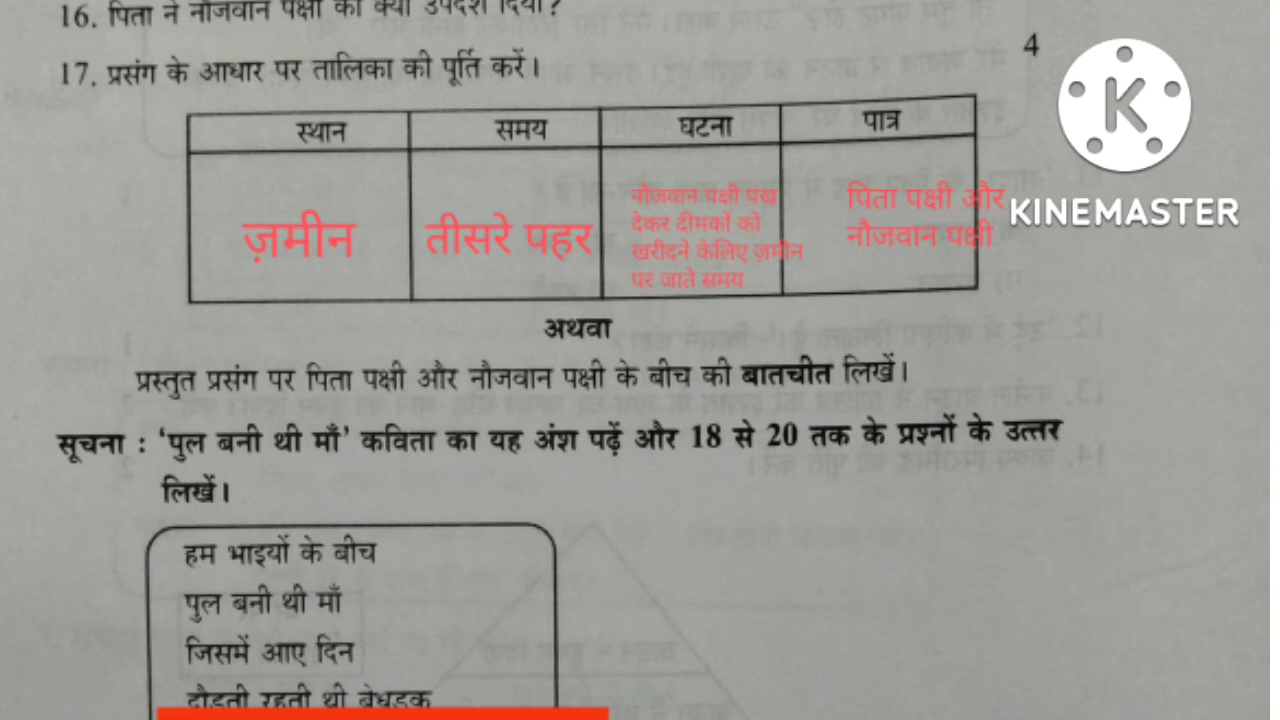 16. पिता ने नौजवान पक्षी को क्या उपदेश दिया?
17. प्रसंग के आधार पर तालिका की पूर्ति करें।
4
KINEMASTER
स्थान समय घटना पात्र
ज़मीन
तीसरे पहर
नौजवान पक्षी पंख
देकर दीमकों को
खरीदने केलिए ज़मीन
पर जाते समय
पिता पक्षी और
नौजवान पक्षी
अथवा
प्रस्तुत प्रसंग पर पिता पक्षी और नौजवान पक्षी के बीच की बातचीत लिखें।
सूचना : ‘पुल बनी थी माँ’ कविता का यह अंश पढ़ें और 18 से 20 तक के प्रश्नों के उत्तर
लिखें।
हम भाइयों के बीच
पुल बनी थी माँ
जिसमें आए दिन
दौड़ती रहती थी बेधड़क